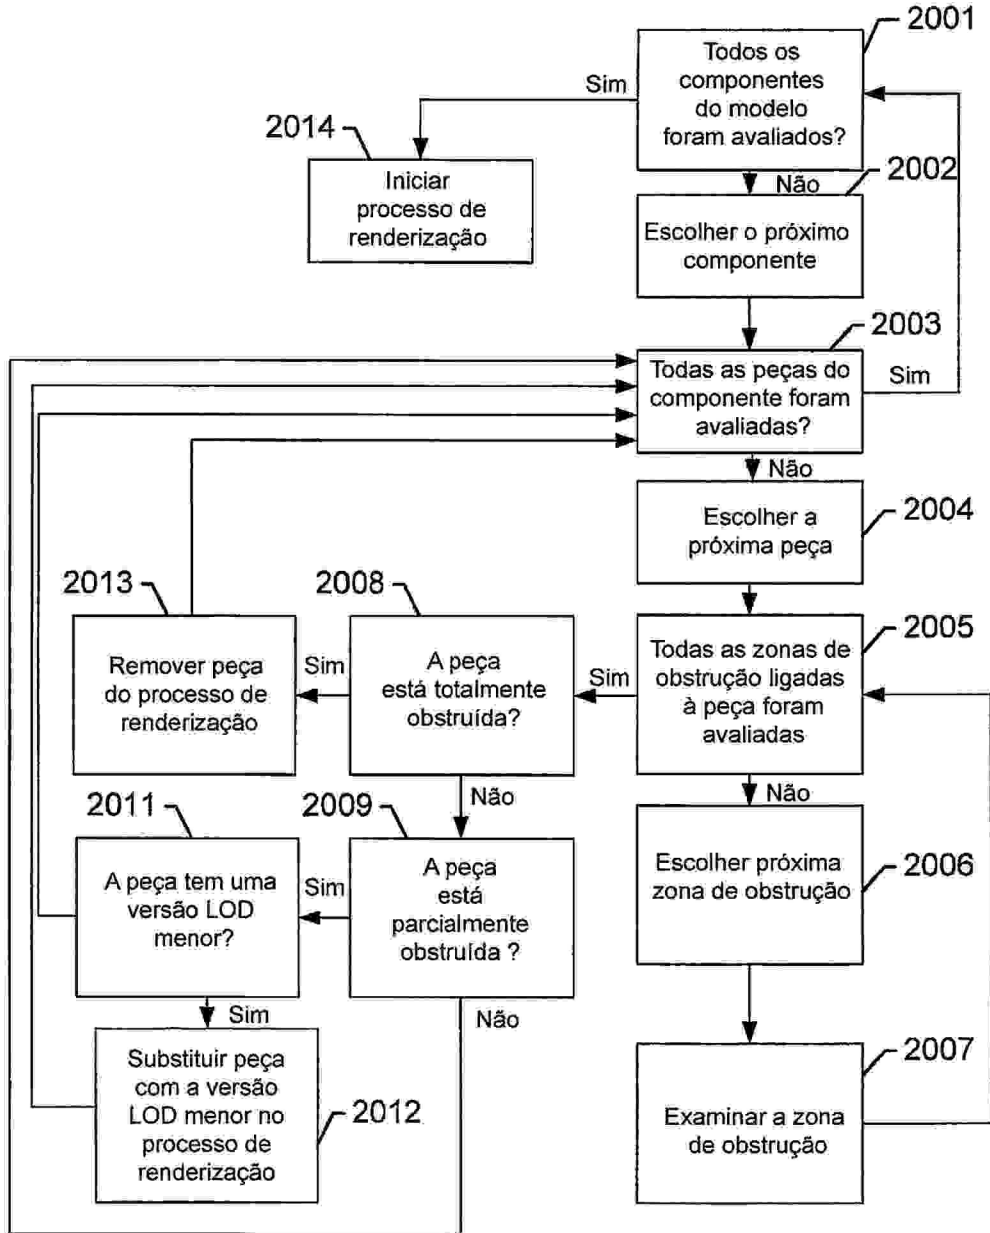 2001
Todos os
componentes
do modelo
foram avaliados?
Sim
2014
Iniciar
processo de
renderização
Não
2002
Escolher o próximo
componente
2003
Todas as peças do
componente foram
avaliadas?
Sim
Não
2004
Escolher a
próxima peça
2013
2008
2005
Remover peça
do processo de
renderização
Sim
A peça
está totalmente
obstruída?
Sim
Todas as zonas de
obstrução ligadas
à peça foram
avaliadas
Não
Não
2011
2009
2006
A peça tem uma
versão LOD
menor?
Sim
A peça
está
parcialmente
obstruída ?
Escolher próxima
zona de obstrução
Sim
Não
2007
Substituir peça
com a versão
LOD menor no
processo de
renderização
2012
Examinar a zona
de obstrução